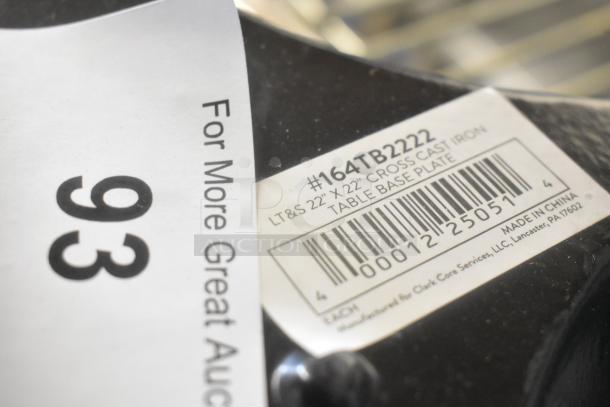 93
For More Great Auc
#164TB2222
LT&S 22" X 22" CROSS CAST IRON
TABLE BASE PLATE
4 00012 25051 4
EACH
MADE IN CHINA
Manufactured for Clark Core Services, LLC, Lancaster, PA 17602